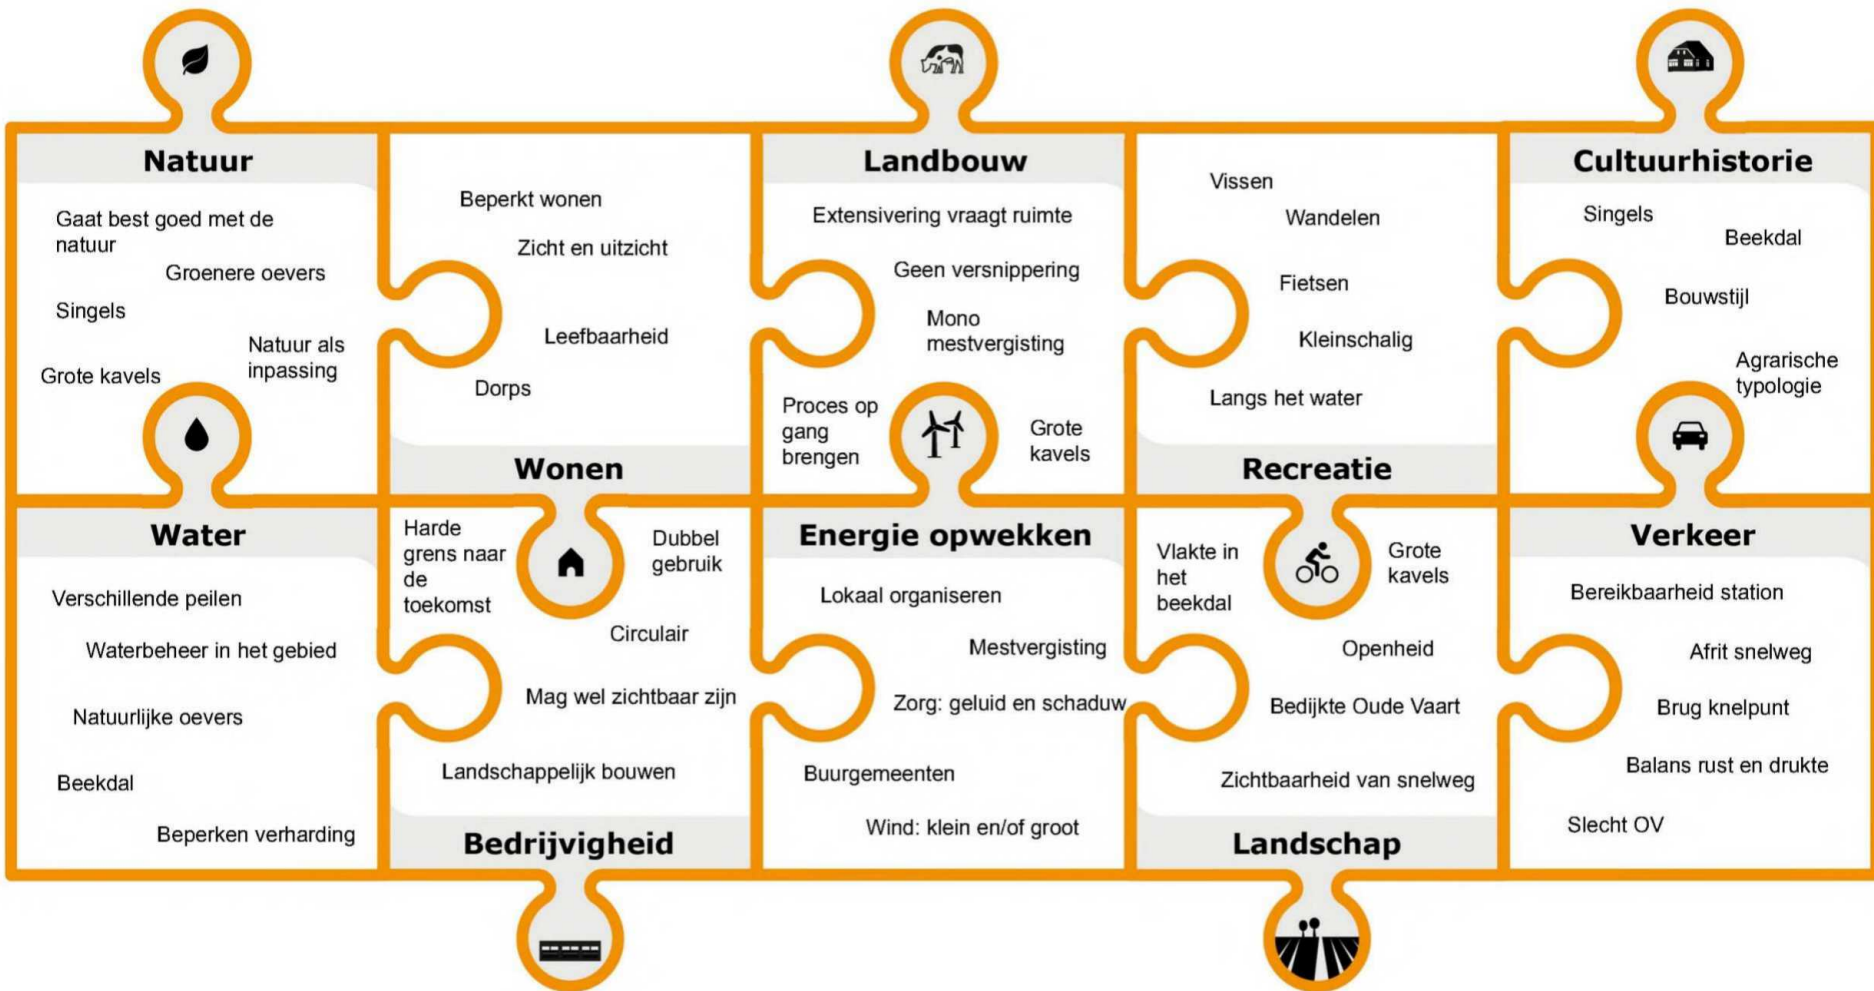 Natuur
Gaat best goed met de
natuur
Groenere oevers
Singels
Natuur als
inpassing
Grote kavels
Beperkt wonen
Zicht en uitzicht
Leefbaarheid
Dorps
Wonen
Landbouw
Extensivering vraagt ruimte
Geen versnippering
Mono
mestvergisting
Proces op
gang
brengen
Grote
kavels
Vissen
Wandelen
Fietsen
Kleinschalig
Langs het water
Recreatie
Cultuurhistorie
Singels
Beekdal
Bouwstijl
Agrarische
typologie
Water
Verschillende peilen
Waterbeheer in het gebied
Natuurlijke oevers
Beekdal
Beperken verharding
Harde
grens naar
de
toekomst
Dubbel
gebruik
Circulair
Mag wel zichtbaar zijn
Landschappelijk bouwen
Bedrijvigheid
Energie opwekken
Lokaal organiseren
Mestvergisting
Zorg: geluid en schaduw
Buurgemeenten
Wind: klein en/of groot
Vlakte in
het
beekdal
Grote
kavels
Openheid
Bedijkte Oude Vaart
Zichtbaarheid van snelweg
Landschap
Verkeer
Bereikbaarheid station
Afrit snelweg
Brug knelpunt
Balans rust en drukte
Slecht OV